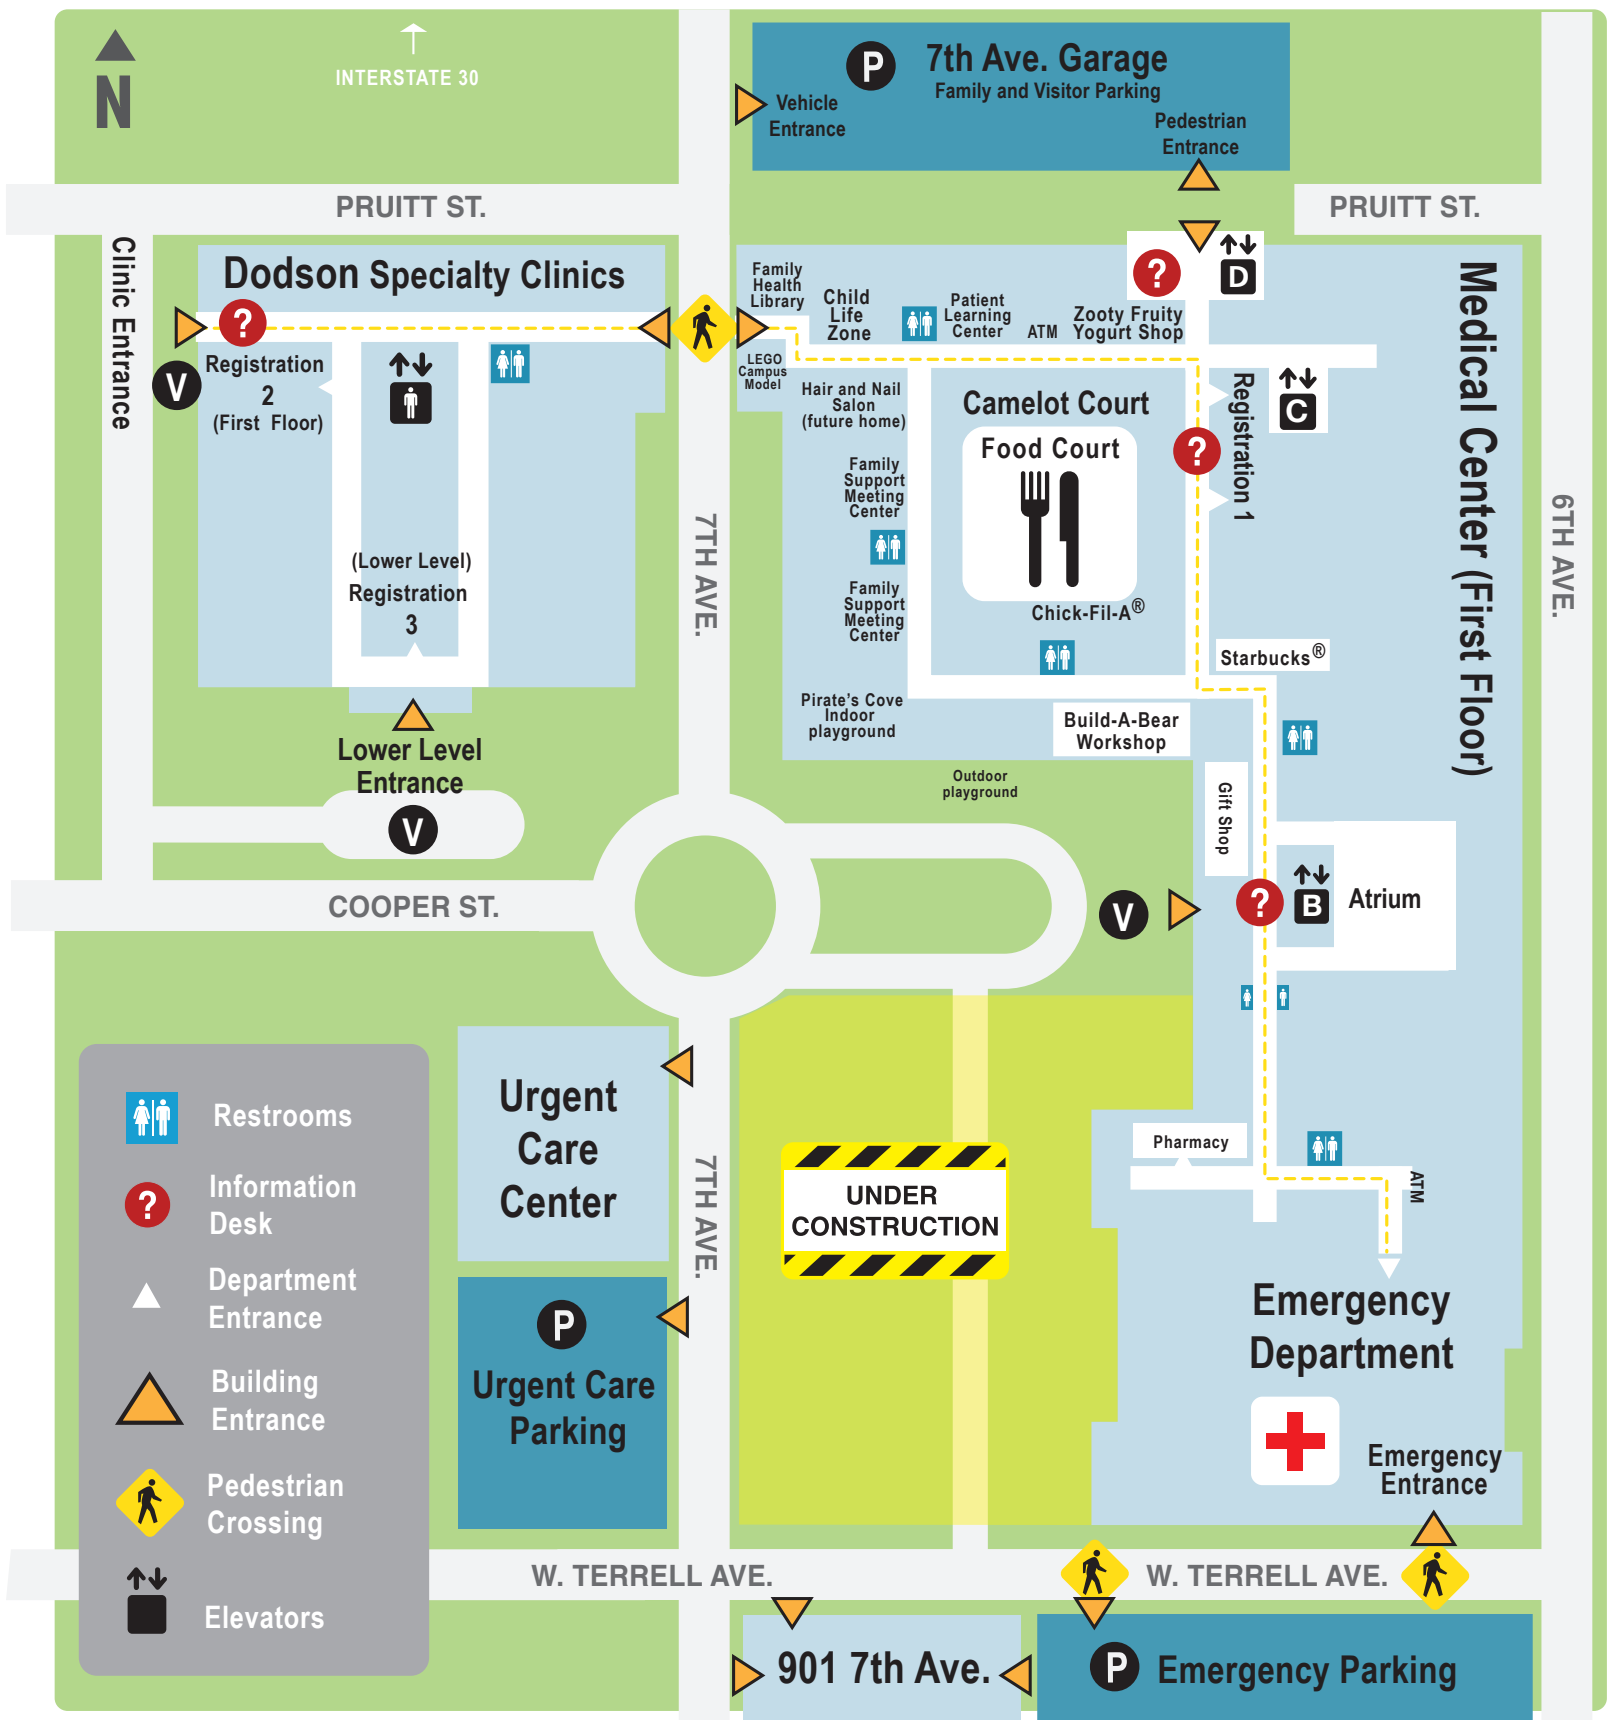 N
INTERSTATE 30
P
7th Ave. Garage
Family and Visitor Parking
Vehicle
Entrance
Pedestrian
Entrance
PRUITT ST.
PRUITT ST.
Clinic Entrance
Dodson Specialty Clinics
?
V
Registration
2
(First Floor)
(Lower Level)
Registration
3
Lower Level
Entrance
V
COOPER ST.
7TH AVE.
Family
Health
Library
Child
Life
Zone
Patient
Learning
Center
ATM
Zooty Fruity
Yogurt Shop
?
D
LEGO
Campus
Model
Hair and Nail
Salon
(future home)
Camelot Court
Food Court
Chick-Fil-A®
Registration 1
?
C
Family
Support
Meeting
Center
Family
Support
Meeting
Center
Medical Center (First Floor)
6TH AVE.
Starbucks®
Pirate's Cove
Indoor
playground
Build-A-Bear
Workshop
Outdoor
playground
Gift Shop
V
?
B
Atrium
Pharmacy
ATM
Emergency
Department
Emergency
Entrance
Urgent
Care
Center
7TH AVE.
UNDER
CONSTRUCTION
P
Urgent Care
Parking
Restrooms
?
Information
Desk
Department
Entrance
Building
Entrance
Pedestrian
Crossing
Elevators
W. TERRELL AVE.
W. TERRELL AVE.
901 7th Ave.
P
Emergency Parking